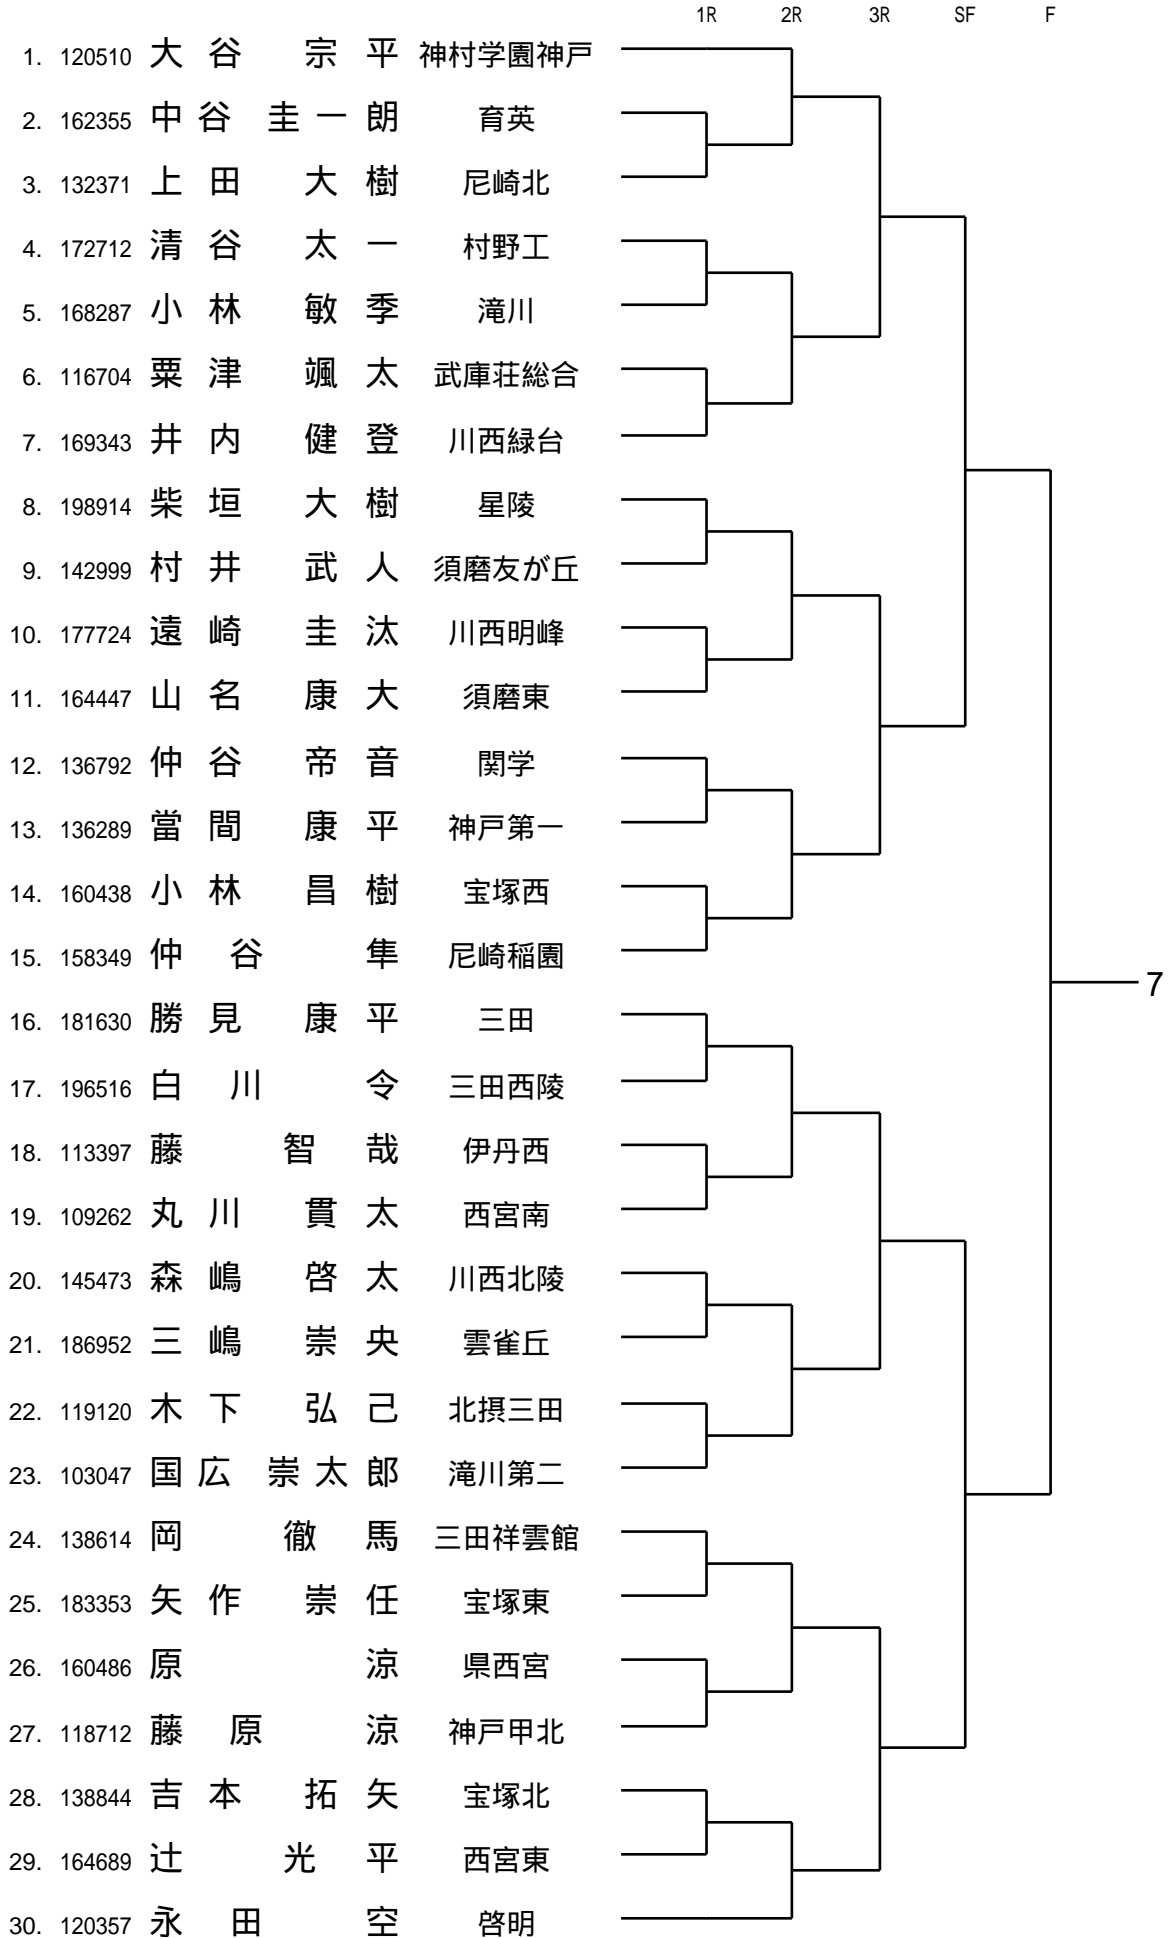 1R 2R 3R SF F
1. 120510 大谷 宗平 神村学園神戸
2. 162355 中谷 圭一朗 育英
3. 132371 上田 大樹 尼崎北
4. 172712 清谷 太一 村野工
5. 168287 小林 敏季 滝川
6. 116704 粟津 颯太 武庫荘総合
7. 169343 井内 健登 川西緑台
8. 198914 柴垣 大樹 星陵
9. 142999 村井 武人 須磨友が丘
10. 177724 遠崎 圭汰 川西明峰
11. 164447 山名 康大 須磨東
12. 136792 仲谷 帝音 関学
13. 136289 當間 康平 神戸第一
14. 160438 小林 昌樹 宝塚西
15. 158349 仲谷 隼 尼崎稲園
7
16. 181630 勝見 康平 三田
17. 196516 白川 令 三田西陵
18. 113397 藤 智哉 伊丹西
19. 109262 丸川 貫太 西宮南
20. 145473 森嶋 啓太 川西北陵
21. 186952 三嶋 崇央 雲雀丘
22. 119120 木下 弘己 北摂三田
23. 103047 国広 崇太郎 滝川第二
24. 138614 岡 徹馬 三田祥雲館
25. 183353 矢作 崇任 宝塚東
26. 160486 原 涼 県西宮
27. 118712 藤原 涼 神戸甲北
28. 138844 吉本 拓矢 宝塚北
29. 164689 辻 光平 西宮東
30. 120357 永田 空 啓明